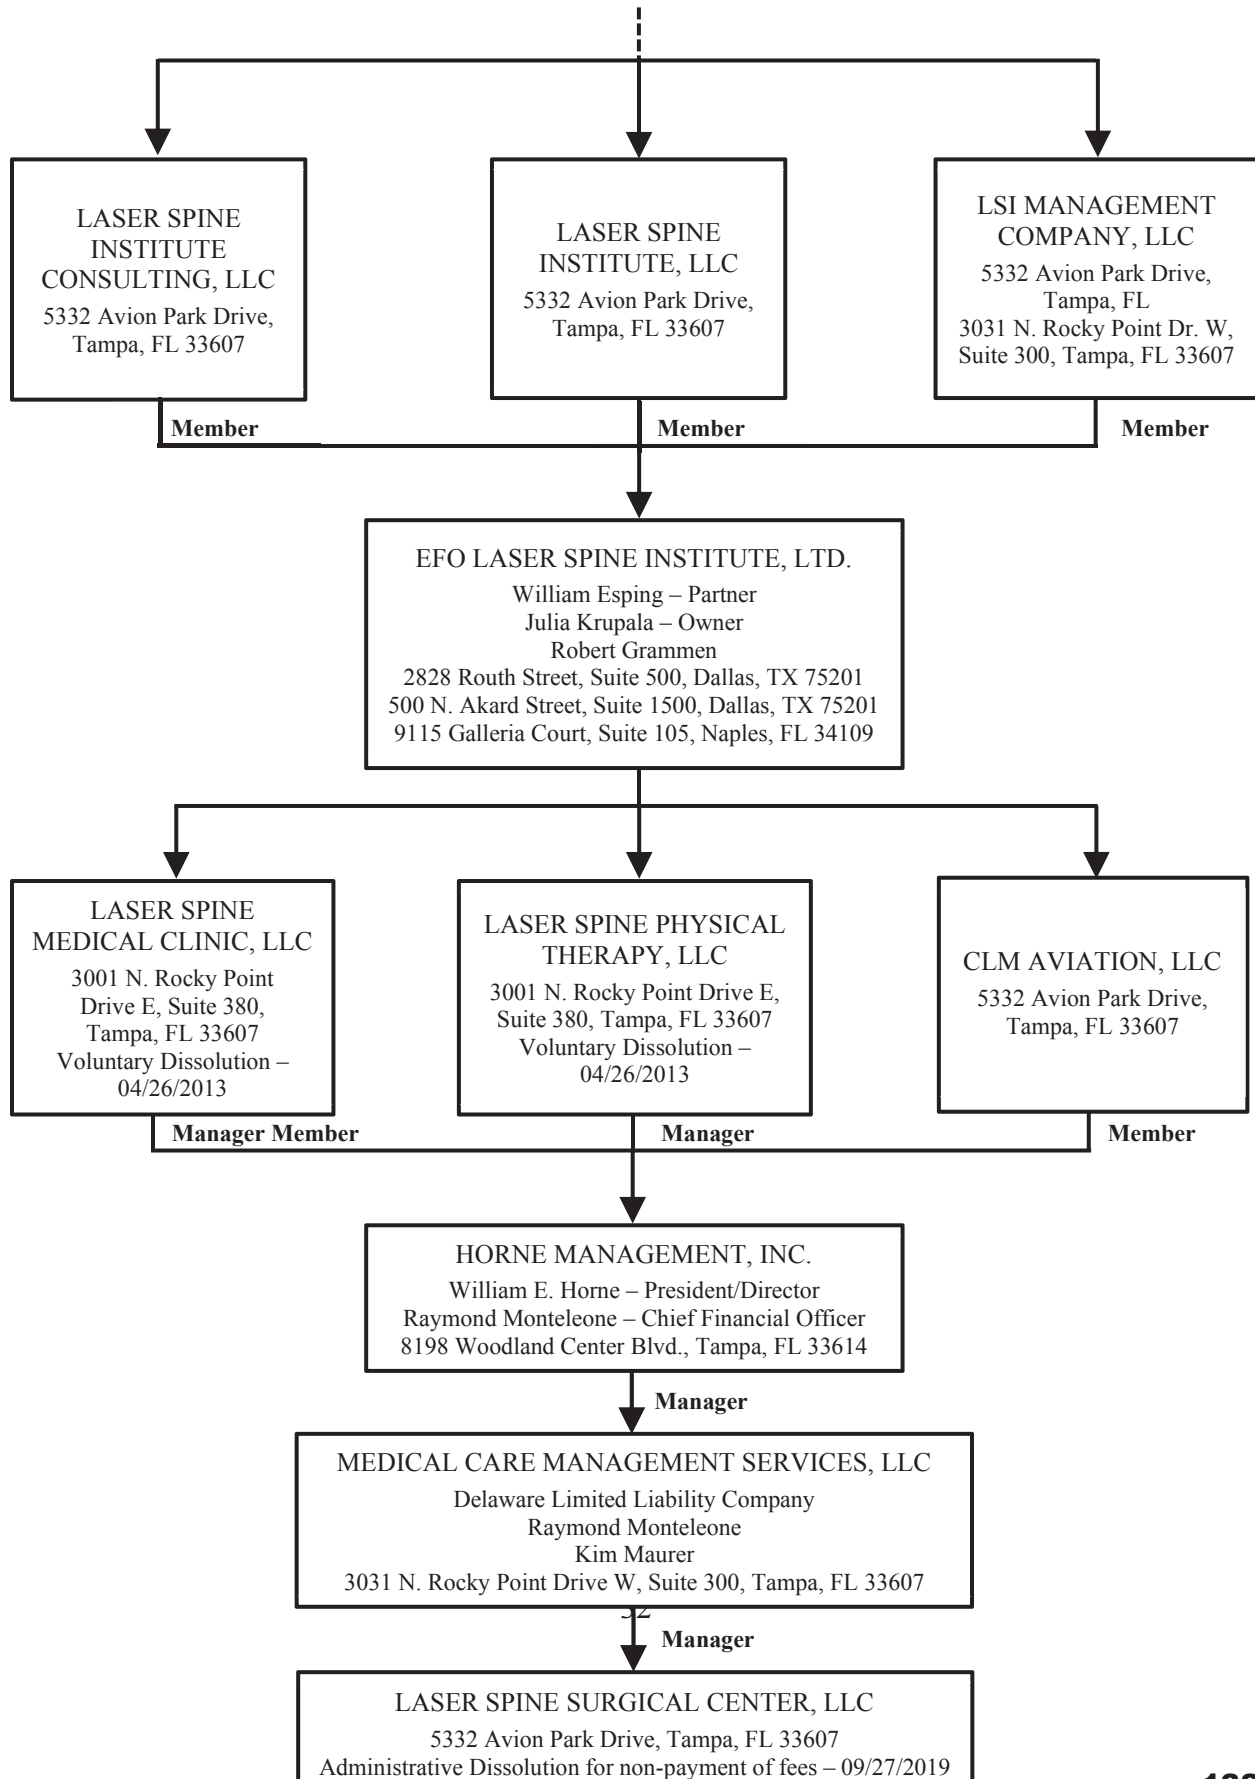 LASER SPINE
INSTITUTE
CONSULTING, LLC
5332 Avion Park Drive,
Tampa, FL 33607
LASER SPINE
INSTITUTE, LLC
5332 Avion Park Drive,
Tampa, FL 33607
LSI MANAGEMENT
COMPANY, LLC
5332 Avion Park Drive,
Tampa, FL
3031 N. Rocky Point Dr. W,
Suite 300, Tampa, FL 33607
Member
Member
Member
EFO LASER SPINE INSTITUTE, LTD.
William Esping – Partner
Julia Krupala – Owner
Robert Grammen
2828 Routh Street, Suite 500, Dallas, TX 75201
500 N. Akard Street, Suite 1500, Dallas, TX 75201
9115 Galleria Court, Suite 105, Naples, FL 34109
LASER SPINE
MEDICAL CLINIC, LLC
3001 N. Rocky Point
Drive E, Suite 380,
Tampa, FL 33607
Voluntary Dissolution –
04/26/2013
LASER SPINE PHYSICAL
THERAPY, LLC
3001 N. Rocky Point Drive E,
Suite 380, Tampa, FL 33607
Voluntary Dissolution –
04/26/2013
CLM AVIATION, LLC
5332 Avion Park Drive,
Tampa, FL 33607
Manager Member
Manager
Member
HORNE MANAGEMENT, INC.
William E. Horne – President/Director
Raymond Monteleone – Chief Financial Officer
8198 Woodland Center Blvd., Tampa, FL 33614
Manager
MEDICAL CARE MANAGEMENT SERVICES, LLC
Delaware Limited Liability Company
Raymond Monteleone
Kim Maurer
3031 N. Rocky Point Drive W, Suite 300, Tampa, FL 33607
Manager
LASER SPINE SURGICAL CENTER, LLC
5332 Avion Park Drive, Tampa, FL 33607
Administrative Dissolution for non-payment of fees – 09/27/2019